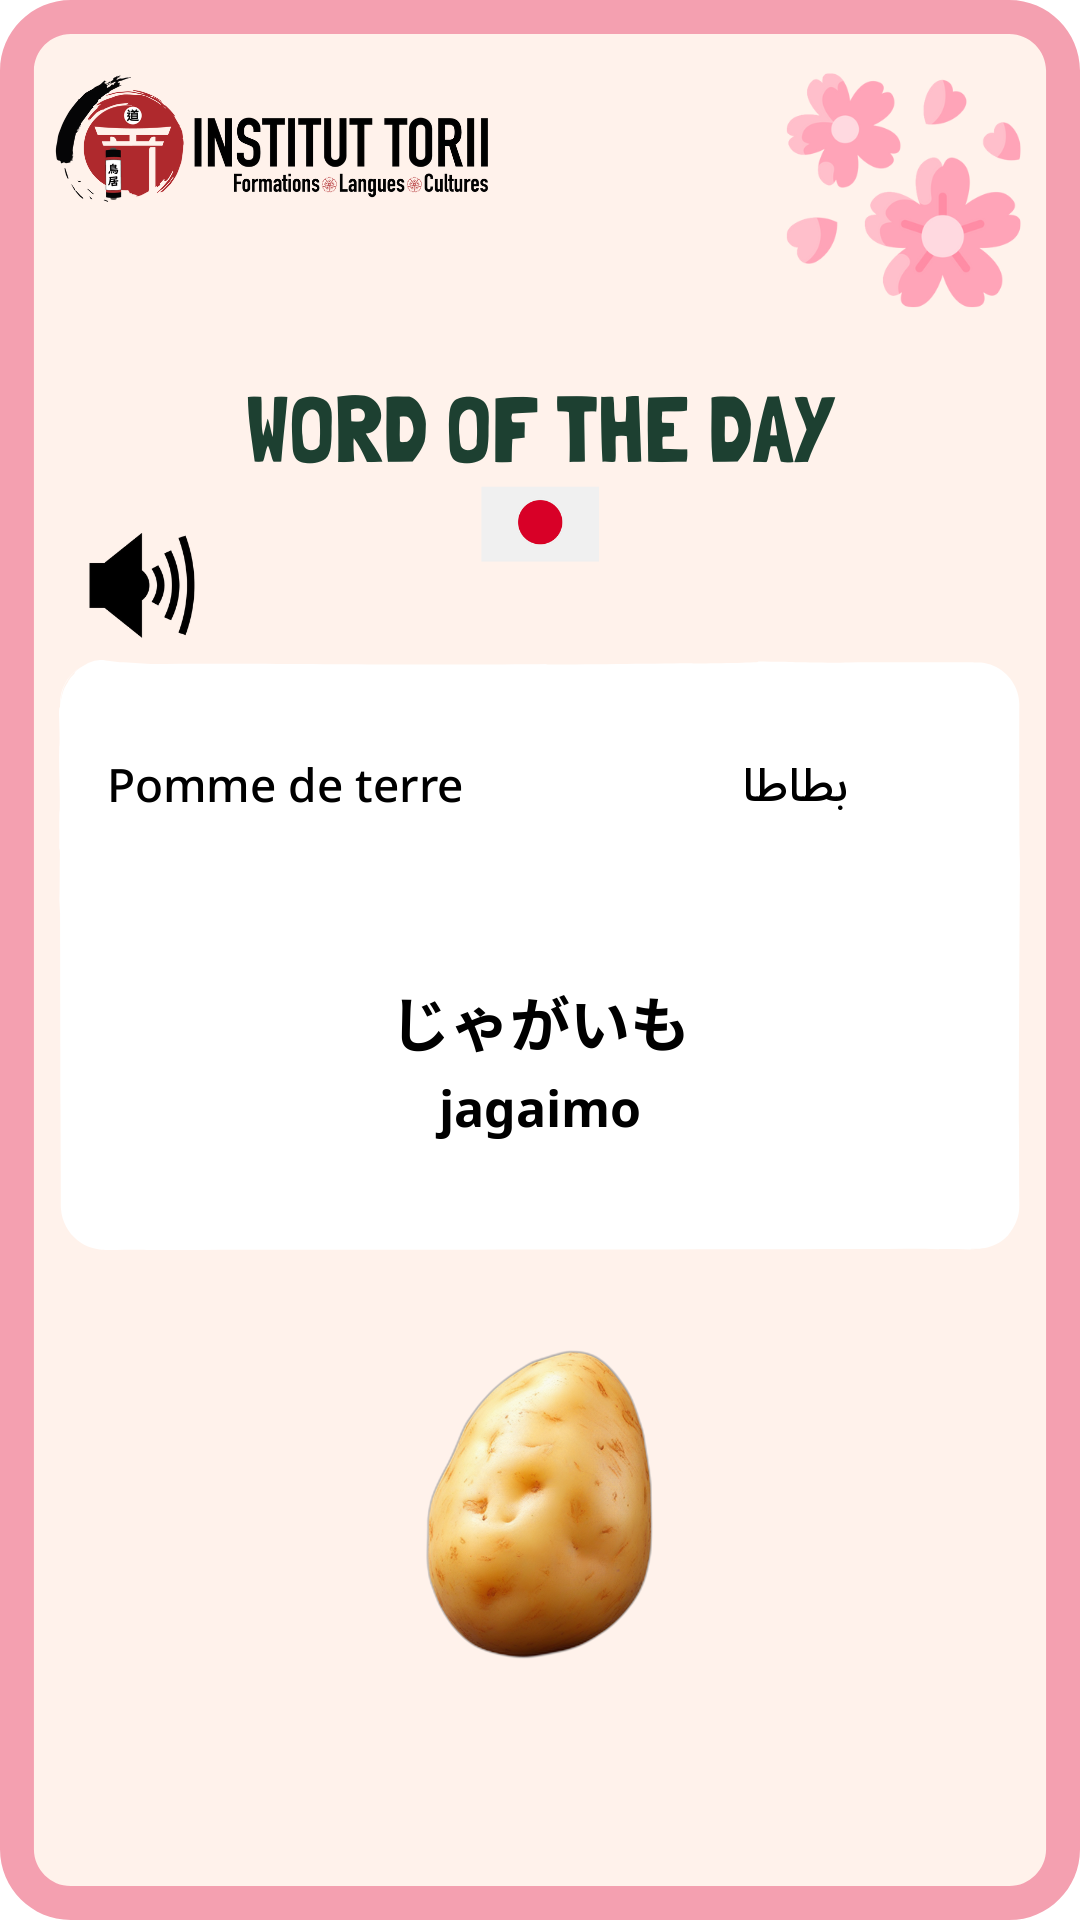 道
鳥居
INSTITUT TORII
Formations Langues Cultures
WORD OF THE DAY
Pomme de terre
بطاطا
じゃがいも
jagaimo